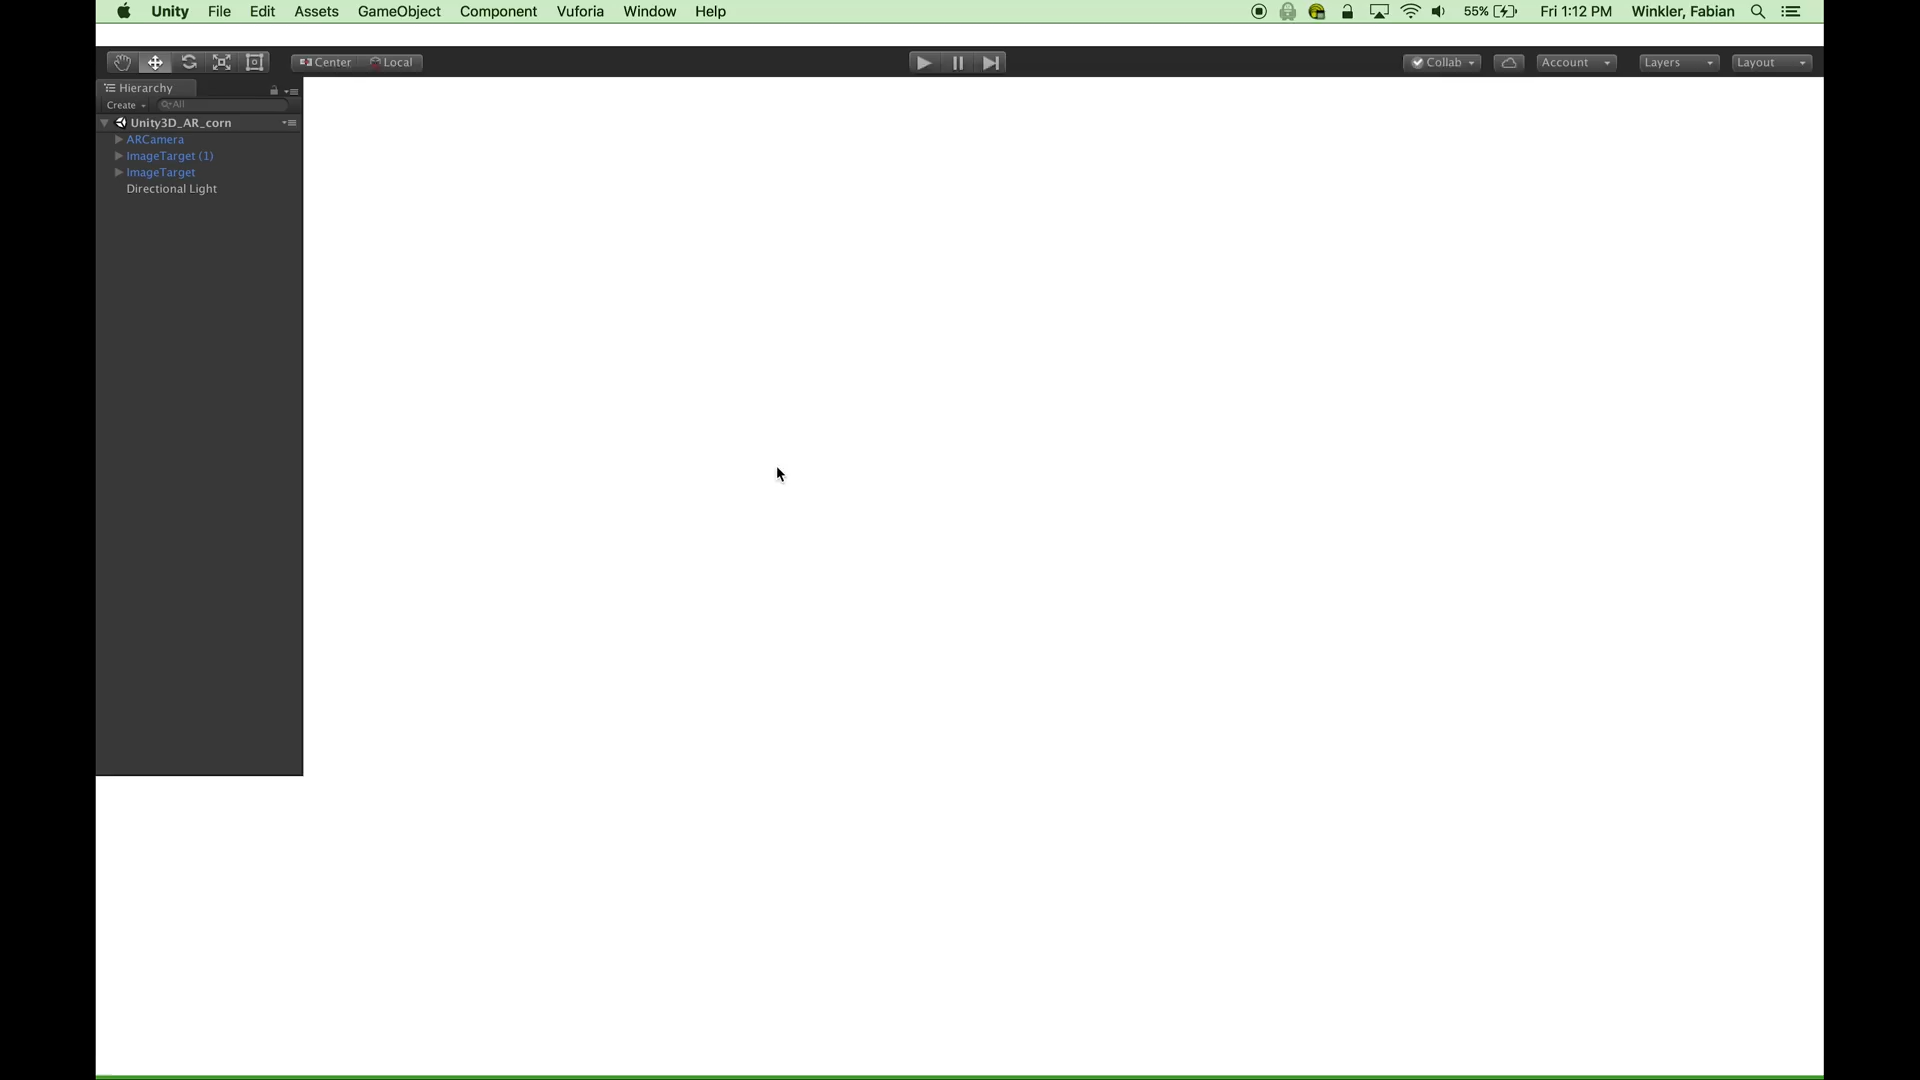 Unity File Edit Assets GameObject Component Vuforia Window Help 55% Fri 1:12 PM Winkler, Fabian
Center Local Collab Account Layers Layout
Hierarchy
Create All
Unity3D_AR_corn
ARCamera
ImageTarget (1)
ImageTarget
Directional Light